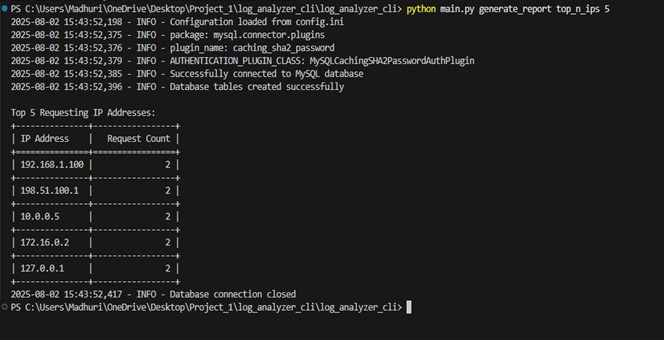 PS C:\Users\Madhuri\OneDrive\Desktop\Project_1\log_analyzer_cli\log_analyzer_cli> python main.py generate_report top_n_ips 5
2025-08-02 15:43:52,198 - INFO - Configuration loaded from config.ini
2025-08-02 15:43:52,375 - INFO - package: mysql.connector.plugins
2025-08-02 15:43:52,376 - INFO - plugin_name: caching_sha2_password
2025-08-02 15:43:52,379 - INFO - AUTHENTICATION_PLUGIN_CLASS: MySQLCachingSHA2PasswordAuthPlugin
2025-08-02 15:43:52,385 - INFO - Successfully connected to MySQL database
2025-08-02 15:43:52,396 - INFO - Database tables created successfully

Top 5 Requesting IP Addresses:
+---------------+-----------------+
| IP Address    |   Request Count |
+===============+=================+
| 192.168.1.100 |               2 |
+---------------+-----------------+
| 198.51.100.1  |               2 |
+---------------+-----------------+
| 10.0.0.5      |               2 |
+---------------+-----------------+
| 172.16.0.2    |               2 |
+---------------+-----------------+
| 127.0.0.1     |               2 |
+---------------+-----------------+
2025-08-02 15:43:52,417 - INFO - Database connection closed
PS C:\Users\Madhuri\OneDrive\Desktop\Project_1\log_analyzer_cli\log_analyzer_cli>